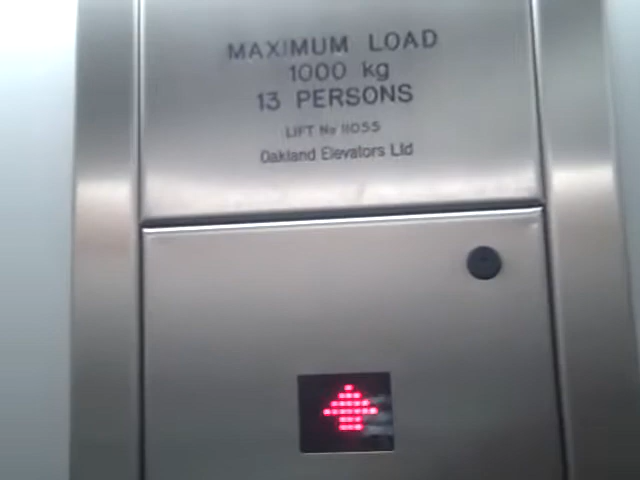 MAXIMUM LOAD
1000 kg
13 PERSONS
LIFT No 11055
Oakland Elevators Ltd